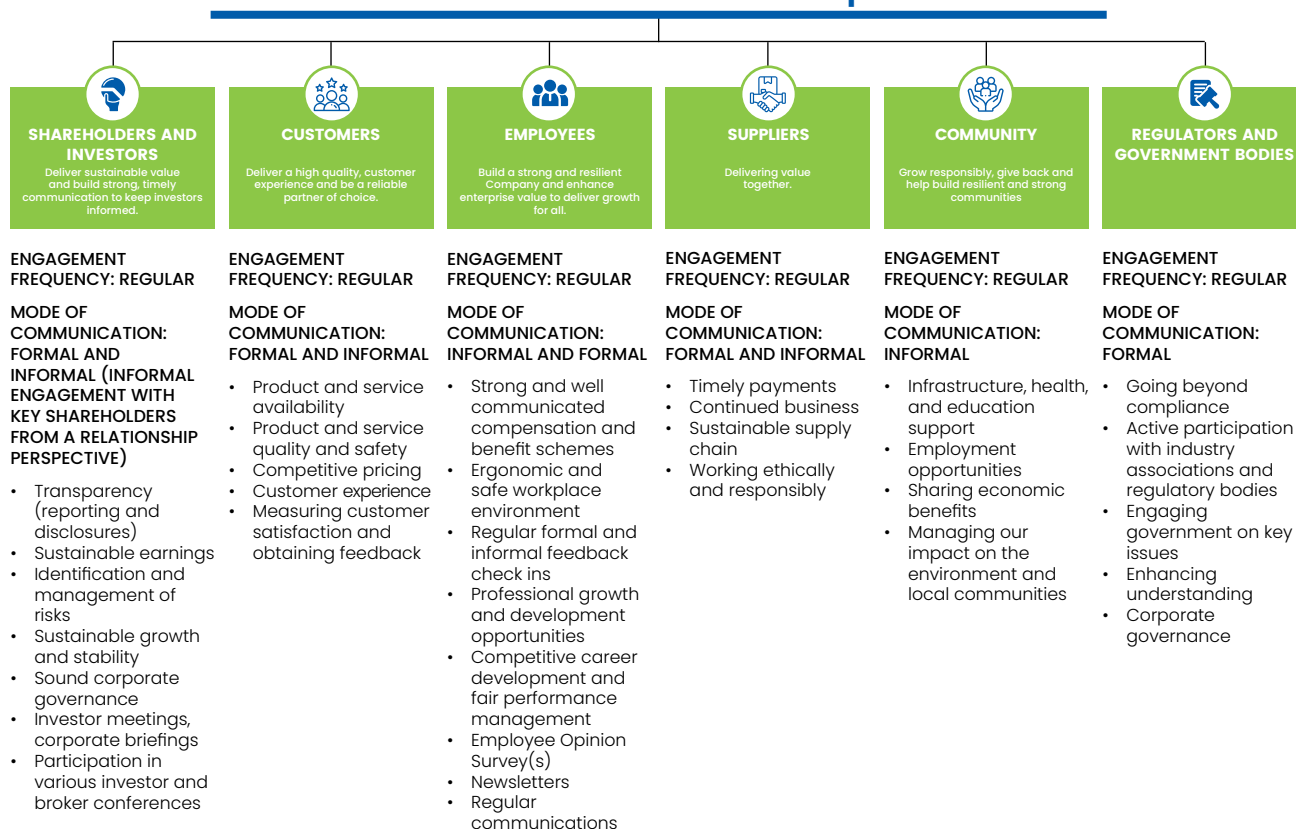 SHAREHOLDERS AND
INVESTORS
Deliver sustainable value
and build strong, timely
communication to keep investors
informed.
ENGAGEMENT
FREQUENCY: REGULAR
MODE OF
COMMUNICATION:
FORMAL AND
INFORMAL (INFORMAL
ENGAGEMENT WITH
KEY SHAREHOLDERS
FROM A RELATIONSHIP
PERSPECTIVE)
• Transparency
(reporting and
disclosures)
• Sustainable earnings
• Identification and
management of
risks
• Sustainable growth
and stability
• Sound corporate
governance
• Investor meetings,
corporate briefings
• Participation in
various investor and
broker conferences
CUSTOMERS
Deliver a high quality, customer
experience and be a reliable
partner of choice.
ENGAGEMENT
FREQUENCY: REGULAR
MODE OF
COMMUNICATION:
FORMAL AND INFORMAL
• Product and service
availability
• Product and service
quality and safety
• Competitive pricing
• Customer experience
• Measuring customer
satisfaction and
obtaining feedback
EMPLOYEES
Build a strong and resilient
Company and enhance
enterprise value to deliver growth
for all.
ENGAGEMENT
FREQUENCY: REGULAR
MODE OF
COMMUNICATION:
INFORMAL AND FORMAL
• Strong and well
communicated
compensation and
benefit schemes
• Ergonomic and
safe workplace
environment
• Regular formal and
informal feedback
check ins
• Professional growth
and development
opportunities
• Competitive career
development and
fair performance
management
• Employee Opinion
Survey(s)
• Newsletters
• Regular
communications
SUPPLIERS
Delivering value
together.
ENGAGEMENT
FREQUENCY: REGULAR
MODE OF
COMMUNICATION:
FORMAL AND INFORMAL
• Timely payments
• Continued business
• Sustainable supply
chain
• Working ethically
and responsibly
COMMUNITY
Grow responsibly, give back and
help build resilient and strong
communities
ENGAGEMENT
FREQUENCY: REGULAR
MODE OF
COMMUNICATION:
INFORMAL
• Infrastructure, health,
and education
support
• Employment
opportunities
• Sharing economic
benefits
• Managing our
impact on the
environment and
local communities
REGULATORS AND
GOVERNMENT BODIES
ENGAGEMENT
FREQUENCY: REGULAR
MODE OF
COMMUNICATION:
FORMAL
• Going beyond
compliance
• Active participation
with industry
associations and
regulatory bodies
• Engaging
government on key
issues
• Enhancing
understanding
• Corporate
governance